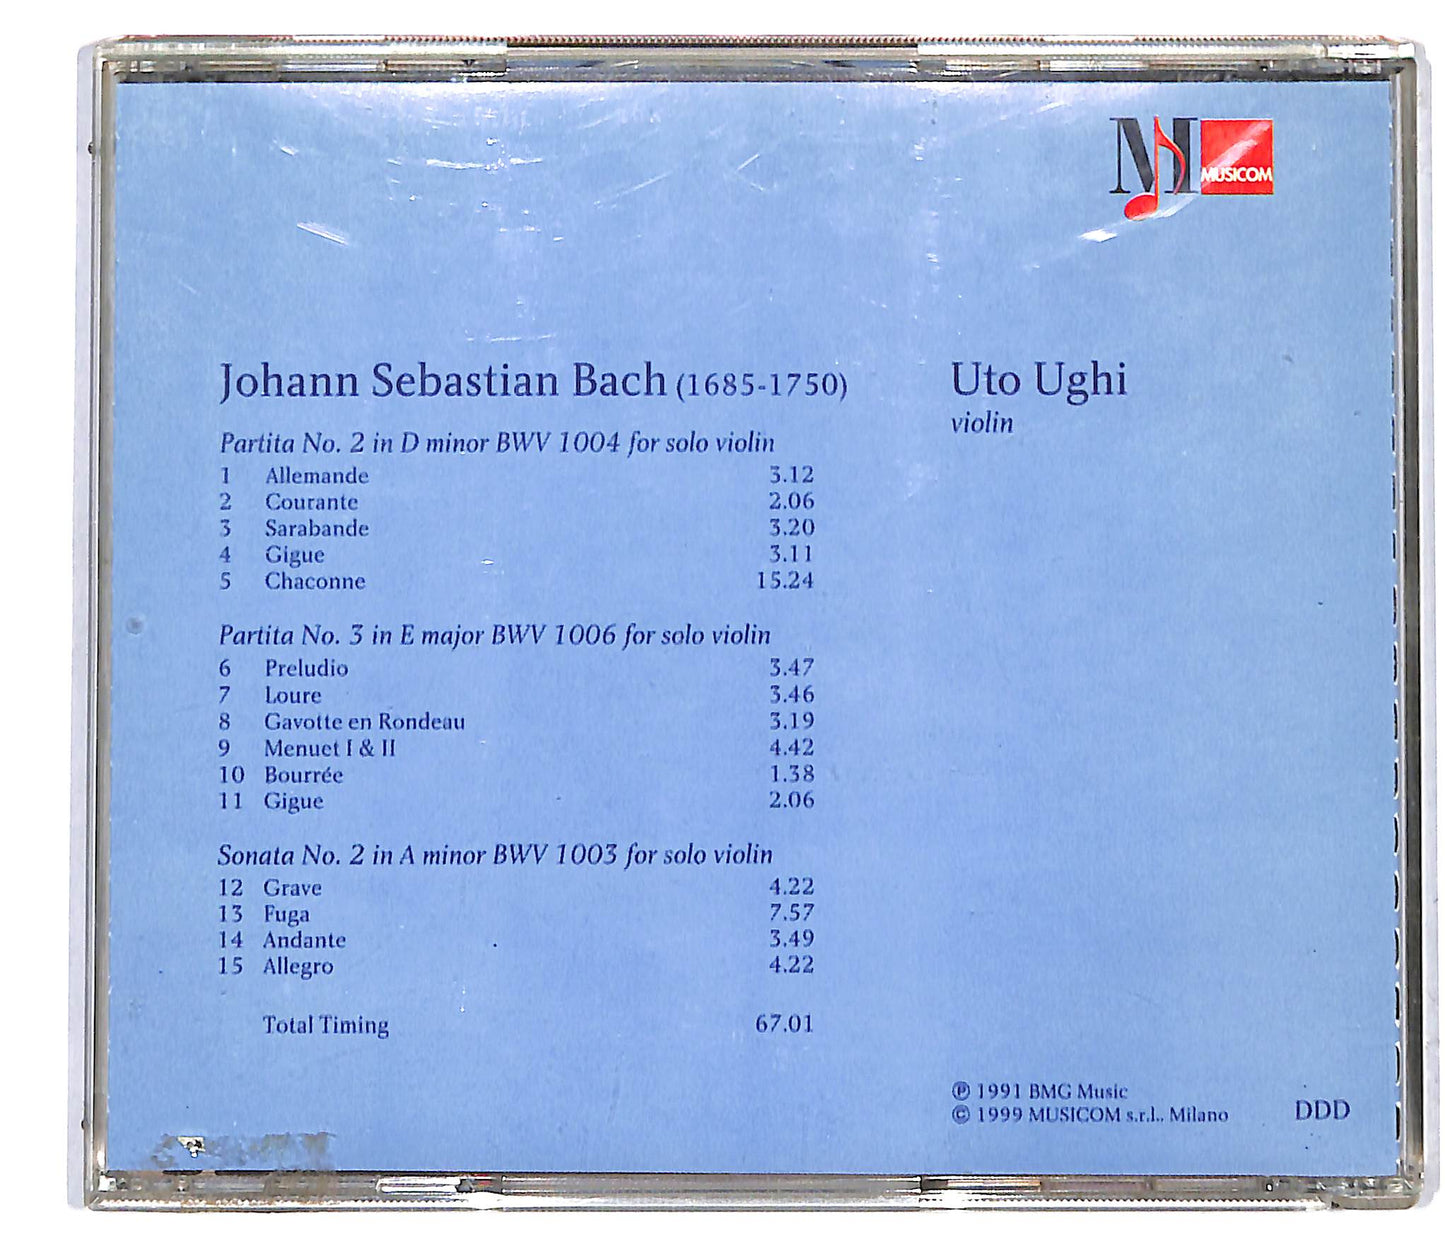 M MUSICOM
Johann Sebastian Bach (1685-1750)
Uto Ughi
violin
Partita No. 2 in D minor BWV 1004 for solo violin
1 Allemande 3.12
2 Courante 2.06
3 Sarabande 3.20
4 Gigue 3.11
5 Chaconne 15.24
Partita No. 3 in E major BWV 1006 for solo violin
6 Preludio 3.47
7 Loure 3.46
8 Gavotte en Rondeau 3.19
9 Menuet I & II 4.42
10 Bourrée 1.38
11 Gigue 2.06
Sonata No. 2 in A minor BWV 1003 for solo violin
12 Grave 4.22
13 Fuga 7.57
14 Andante 3.49
15 Allegro 4.22
Total Timing 67.01
℗ 1991 BMG Music
© 1999 MUSICOM s.r.l.. Milano
DDD